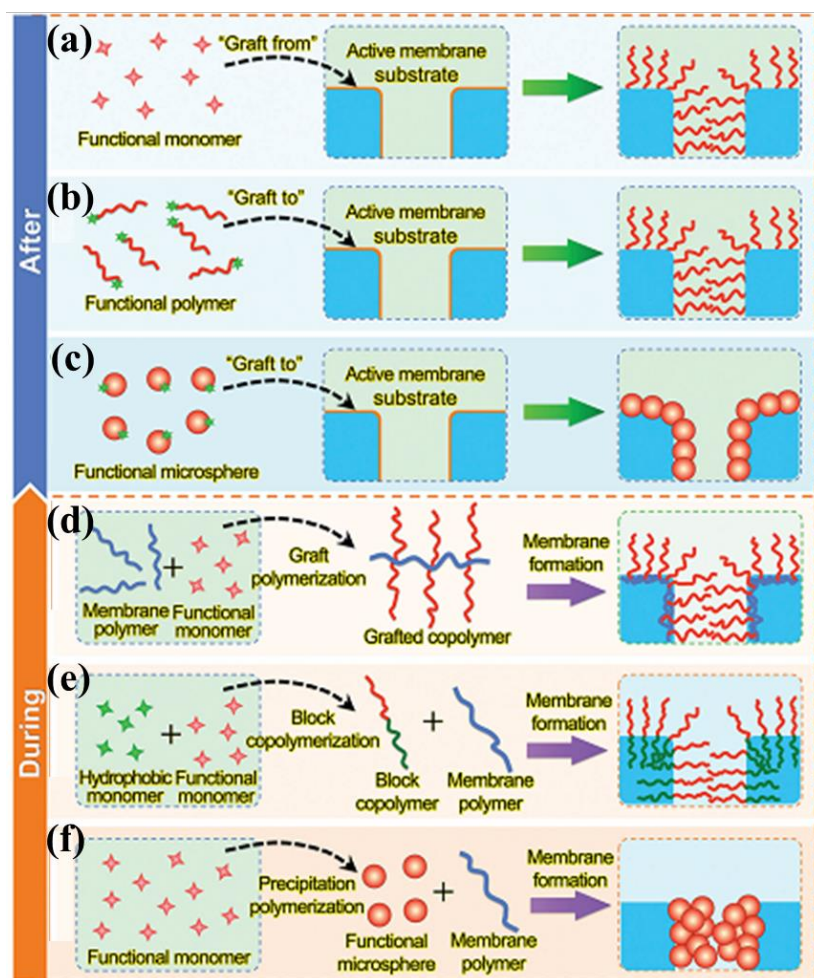 After
(a)
"Graft from"
Functional monomer
Active membrane
substrate
(b)
"Graft to"
Functional polymer
Active membrane
substrate
(c)
"Graft to"
Functional microsphere
Active membrane
substrate
During
(d)
+
Membrane
polymer
Functional
monomer
Graft
polymerization
Grafted copolymer
Membrane
formation
(e)
+
Hydrophobic
monomer
Functional
monomer
Block
copolymerization
+
Block
copolymer
Membrane
polymer
Membrane
formation
(f)
Functional monomer
Precipitation
polymerization
+
Functional
microsphere
Membrane
polymer
Membrane
formation